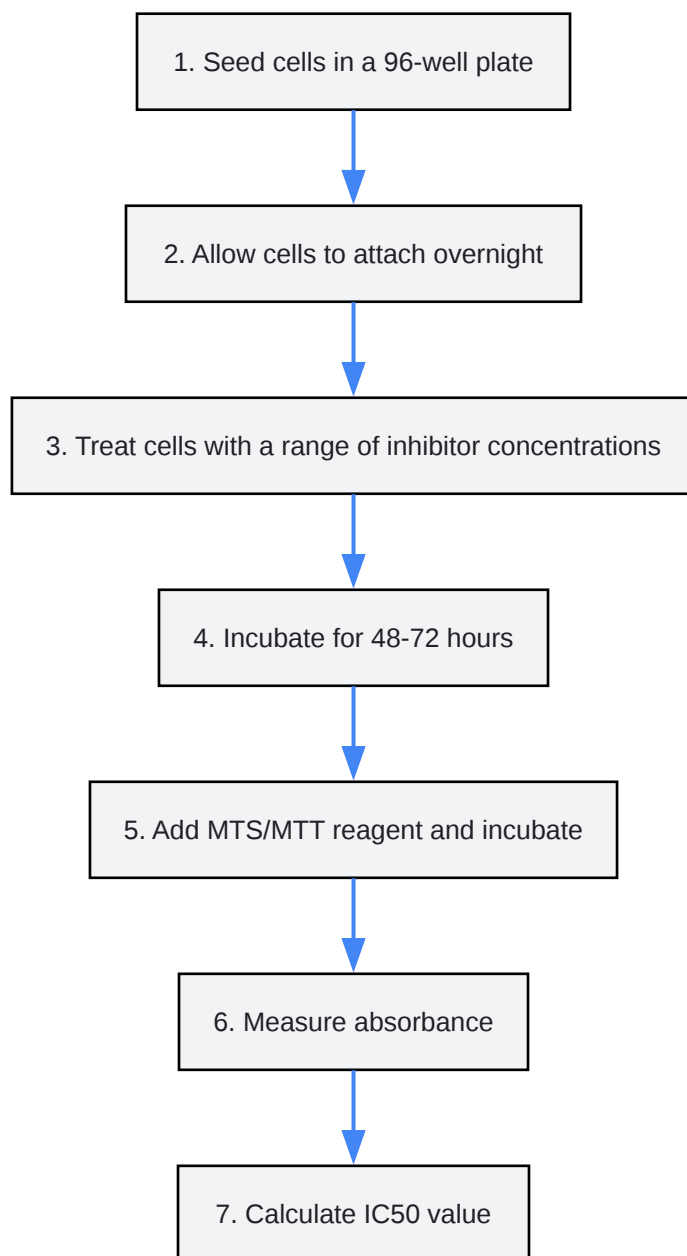 1. Seed cells in a 96-well plate
2. Allow cells to attach overnight
3. Treat cells with a range of inhibitor concentrations
4. Incubate for 48-72 hours
5. Add MTS/MTT reagent and incubate
6. Measure absorbance
7. Calculate IC50 value